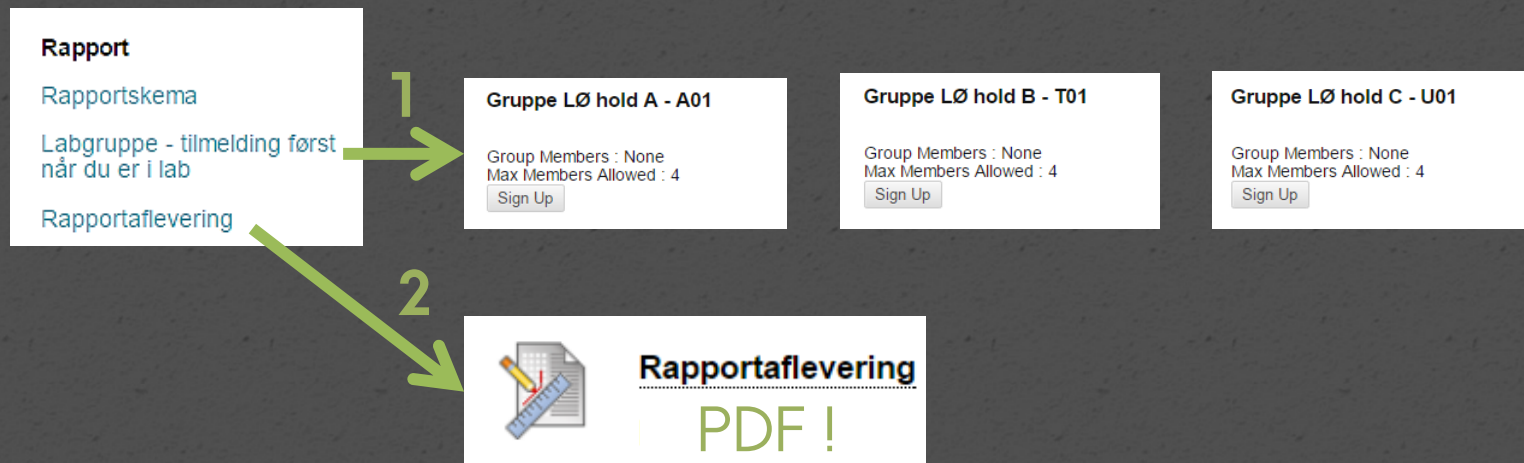 Rapport
Rapportskema
Labgruppe - tilmelding først
når du er i lab
Rapportaflevering
1
Gruppe LØ hold A - A01
Group Members : None
Max Members Allowed : 4
Sign Up
Gruppe LØ hold B - T01
Group Members : None
Max Members Allowed : 4
Sign Up
Gruppe LØ hold C - U01
Group Members : None
Max Members Allowed : 4
Sign Up
2
Rapportaflevering
PDF !